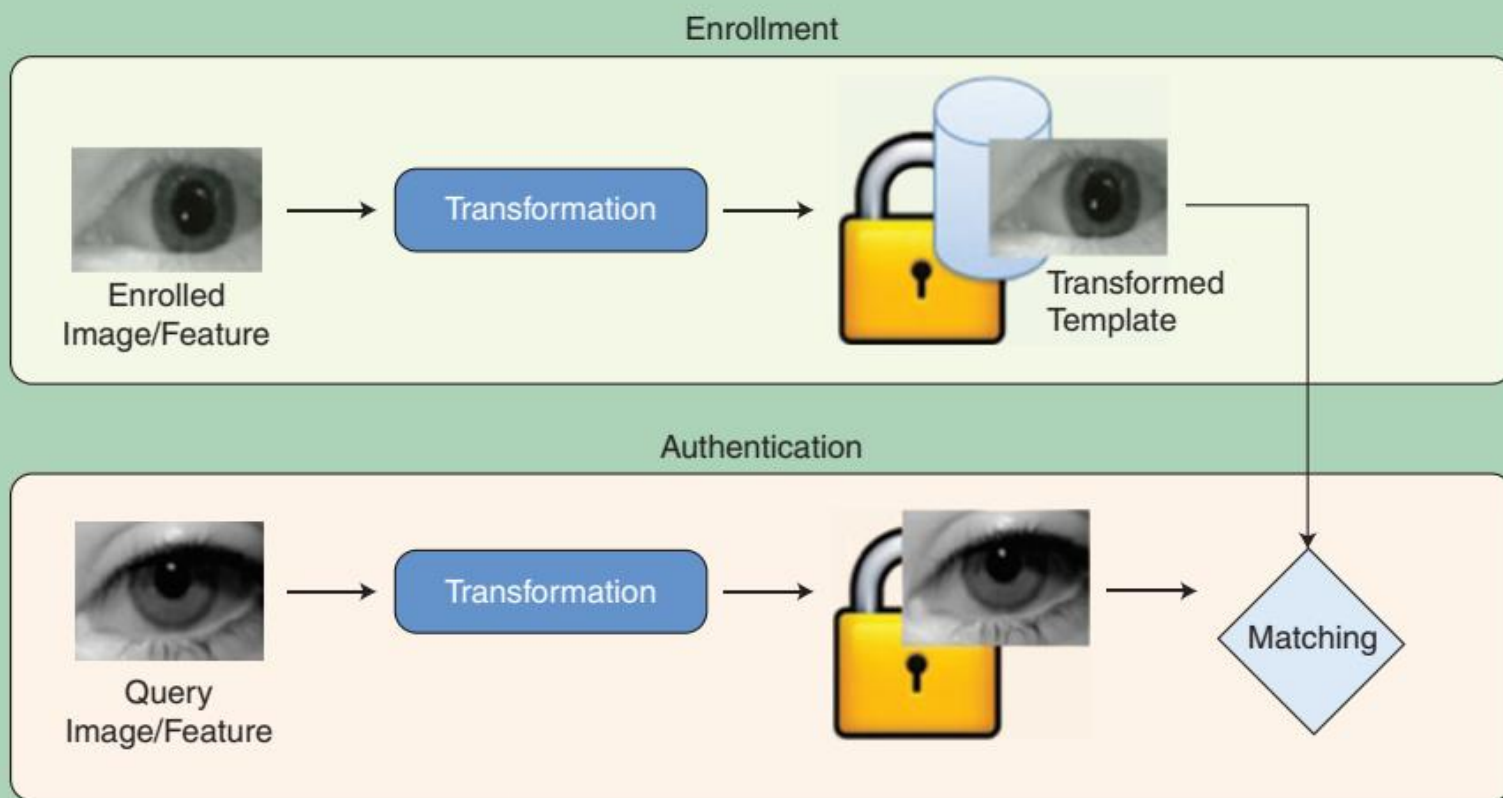 Enrollment
Transformation
Enrolled
Image/Feature
Transformed
Template
Authentication
Transformation
Query
Image/Feature
Matching